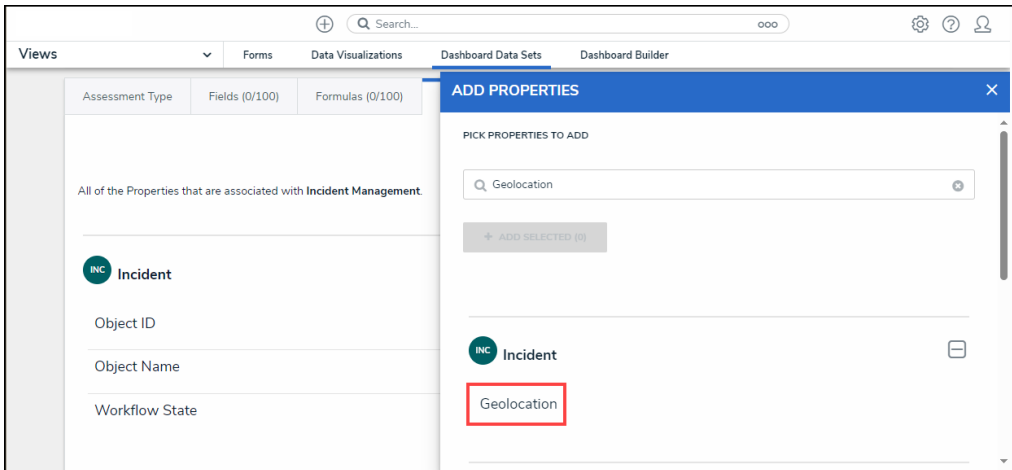 Search...
ooo
Views
Forms
Data Visualizations
Dashboard Data Sets
Dashboard Builder
Assessment Type
Fields (0/100)
Formulas (0/100)
All of the Properties that are associated with Incident Management.
INC
Incident
Object ID
Object Name
Workflow State
ADD PROPERTIES
PICK PROPERTIES TO ADD
Geolocation
+ ADD SELECTED (0)
INC
Incident
Geolocation